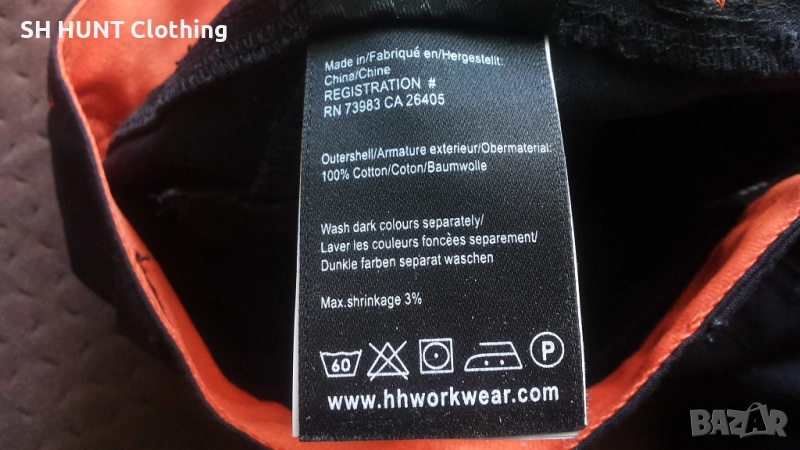 SH HUNT Clothing
Made in/Fabriqué en/Hergestellt:
China/Chine
REGISTRATION #
RN 73983 CA 26405
Outershell/Armature exterieur/Obermaterial:
100% Cotton/Coton/Baumwolle
Wash dark colours separately/
Laver les couleurs foncèes separement/
Dunkle farben separat waschen
Max.shrinkage 3%
60 P
www.hhworkwear.com
BAZAR